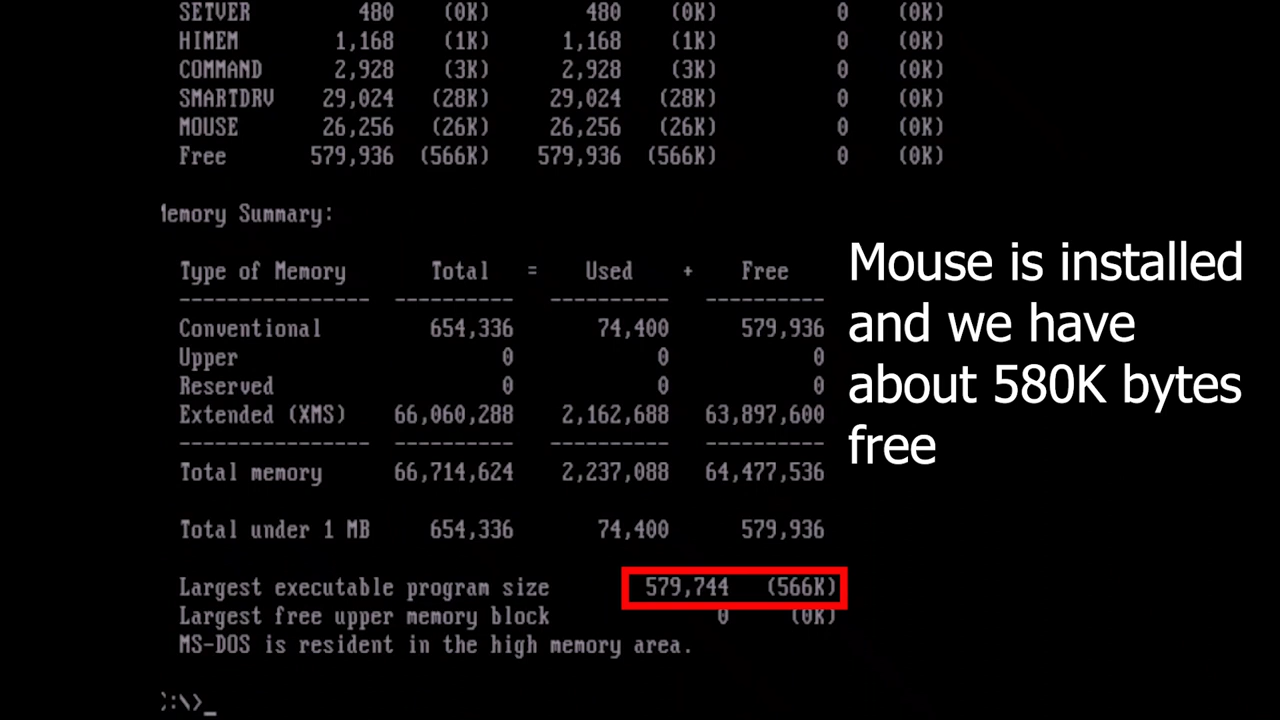 SETVER 480 (0K) 480 (0K) 0 (0K)
HIMEM 1,168 (1K) 1,168 (1K) 0 (0K)
COMMAND 2,928 (3K) 2,928 (3K) 0 (0K)
SMARTDRV 29,024 (28K) 29,024 (28K) 0 (0K)
MOUSE 26,256 (26K) 26,256 (26K) 0 (0K)
Free 579,936 (566K) 579,936 (566K) 0 (0K)
Memory Summary:
Type of Memory Total = Used + Free
---------------- ---------- ---------- ----------
Conventional 654,336 74,400 579,936
Upper 0 0 0
Reserved 0 0 0
Extended (XMS) 66,060,288 2,162,688 63,897,600
---------------- ---------- ---------- ----------
Total memory 66,714,624 2,237,088 64,477,536
Total under 1 MB 654,336 74,400 579,936
Largest executable program size 579,744 (566K)
Largest free upper memory block 0 (0K)
MS-DOS is resident in the high memory area.
:\>_
Mouse is installed
and we have
about 580K bytes
free